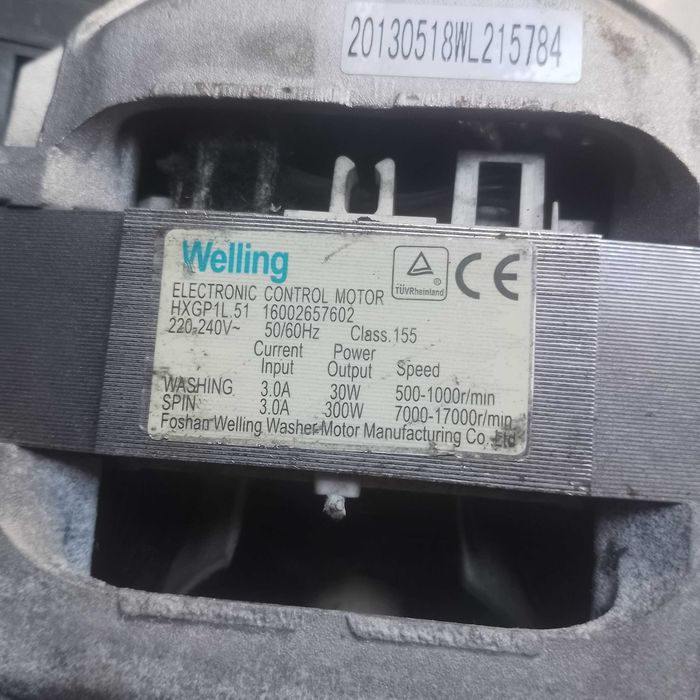 20130518WL215784
Welling
TÜVRheinland
CE
ELECTRONIC CONTROL MOTOR
HXGP1L.51 16002657602
220-240V~ 50/60Hz Class.155
Current Power
Input Output Speed
WASHING 3.0A 30W 500-1000r/min
SPIN 3.0A 300W 7000-17000r/min
Foshan Welling Washer Motor Manufacturing Co.,Ltd